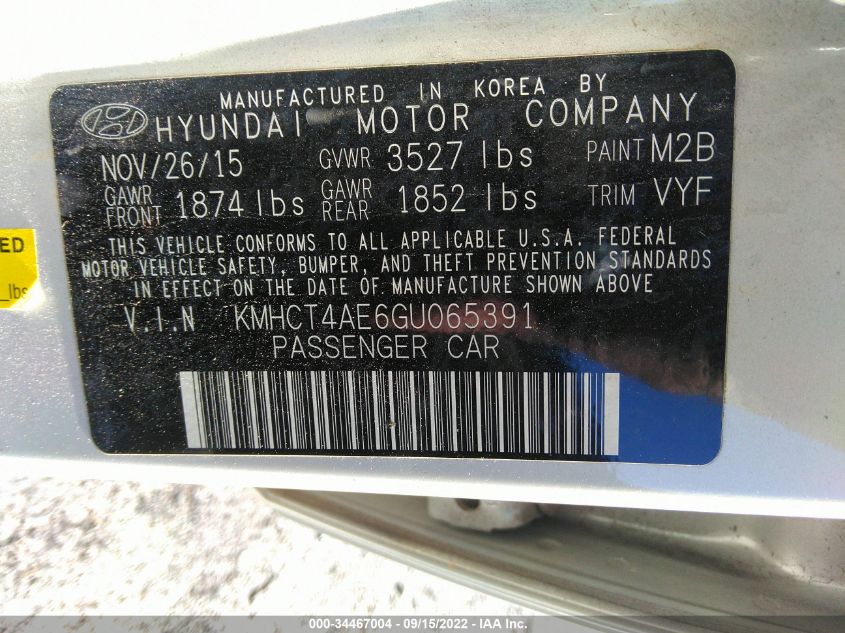 MANUFACTURED IN KOREA BY
HYUNDAI MOTOR COMPANY
NOV/26/15 GVWR 3527 lbs PAINT M2B
GAWR FRONT 1874 lbs GAWR REAR 1852 lbs TRIM VYF
THIS VEHICLE CONFORMS TO ALL APPLICABLE U.S.A. FEDERAL
MOTOR VEHICLE SAFETY, BUMPER, AND THEFT PREVENTION STANDARDS
IN EFFECT ON THE DATE OF MANUFACTURE SHOWN ABOVE
V.I.N KMHCT4AE6GU065391
PASSENGER CAR
lbs
000-34467004 - 09/15/2022 - IAA Inc.